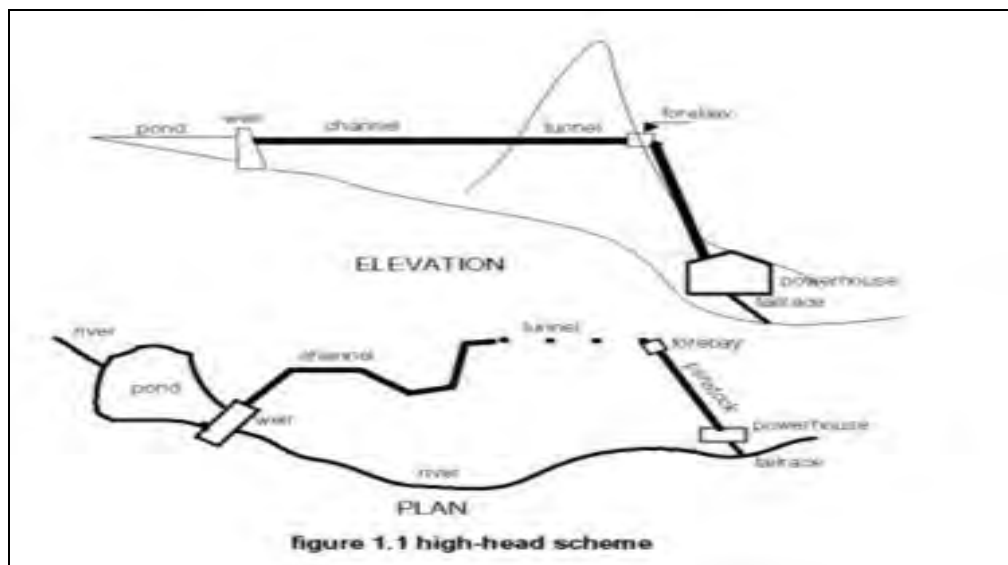 weir
forebay
pond
channel
tunnel
ELEVATION
powerhouse
tailrace
river
tunnel
channel
forebay
pond
penstock
weir
powerhouse
tailrace
river
PLAN
figure 1.1 high-head scheme